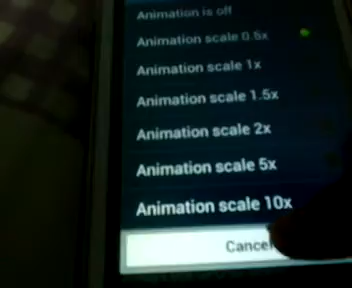 Animation is off
Animation scale 0.5x
Animation scale 1x
Animation scale 1.5x
Animation scale 2x
Animation scale 5x
Animation scale 10x
Cancel